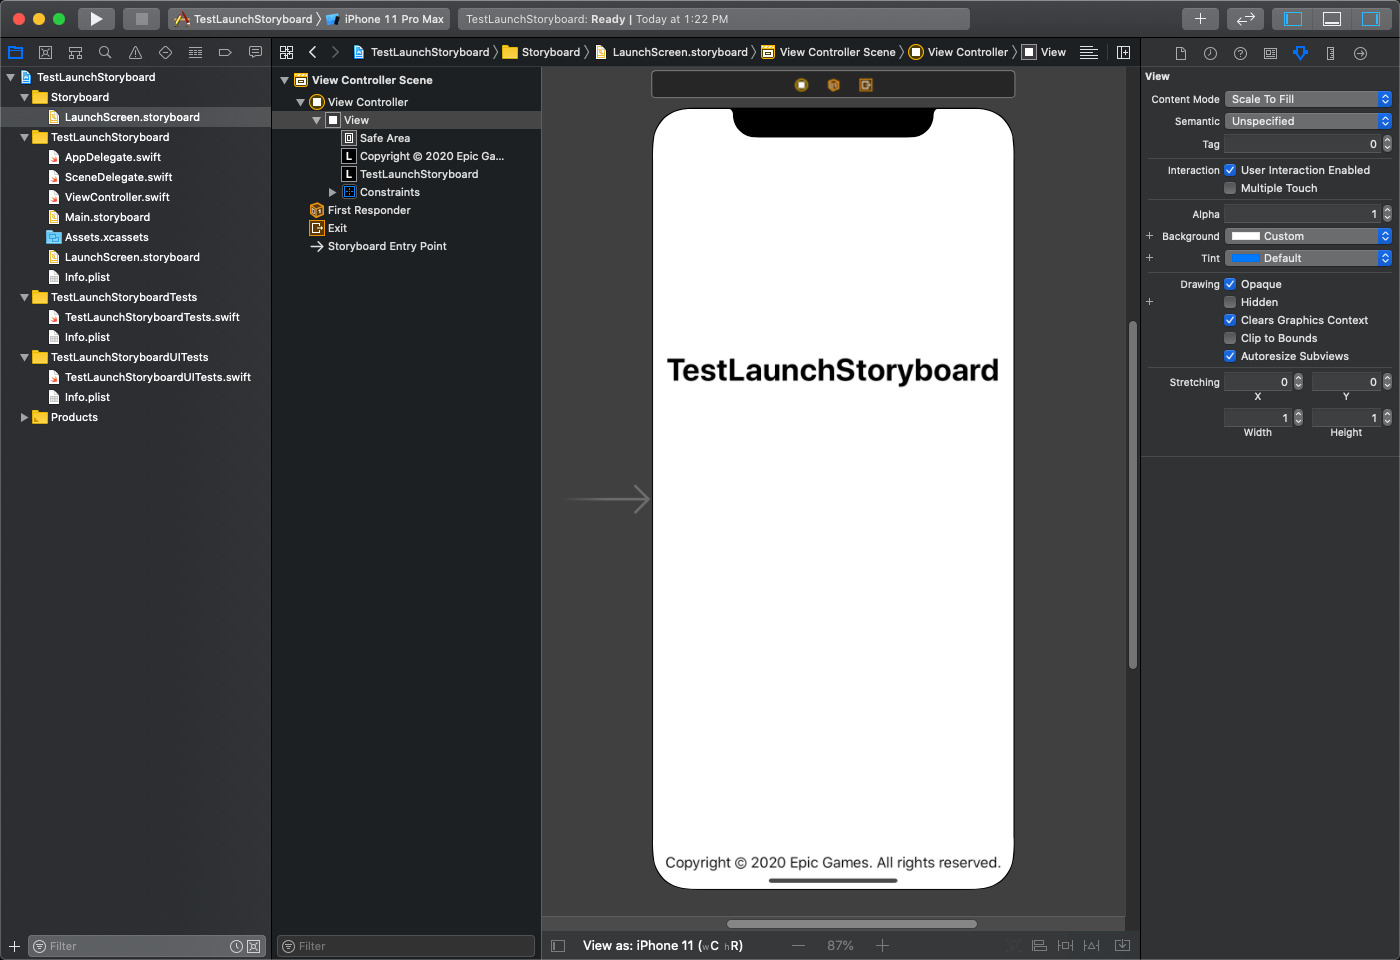 TestLaunchStoryboard iPhone 11 Pro Max TestLaunchStoryboard: Ready | Today at 1:22 PM
TestLaunchStoryboard Storyboard LaunchScreen.storyboard View Controller Scene View Controller View
TestLaunchStoryboard
Storyboard
LaunchScreen.storyboard
TestLaunchStoryboard
AppDelegate.swift
SceneDelegate.swift
ViewController.swift
Main.storyboard
Assets.xcassets
LaunchScreen.storyboard
Info.plist
TestLaunchStoryboardTests
TestLaunchStoryboardTests.swift
Info.plist
TestLaunchStoryboardUITests
TestLaunchStoryboardUITests.swift
Info.plist
Products
Filter
View Controller Scene
View Controller
View
Safe Area
L Copyright © 2020 Epic Ga...
L TestLaunchStoryboard
Constraints
First Responder
Exit
Storyboard Entry Point
Filter
TestLaunchStoryboard
Copyright © 2020 Epic Games. All rights reserved.
View as: iPhone 11 (wC hR) 87%
View
Content Mode Scale To Fill
Semantic Unspecified
Tag 0
Interaction User Interaction Enabled
Multiple Touch
Alpha 1
Background Custom
Tint Default
Drawing Opaque
Hidden
Clears Graphics Context
Clip to Bounds
Autoresize Subviews
Stretching 0 0
X Y
1 1
Width Height